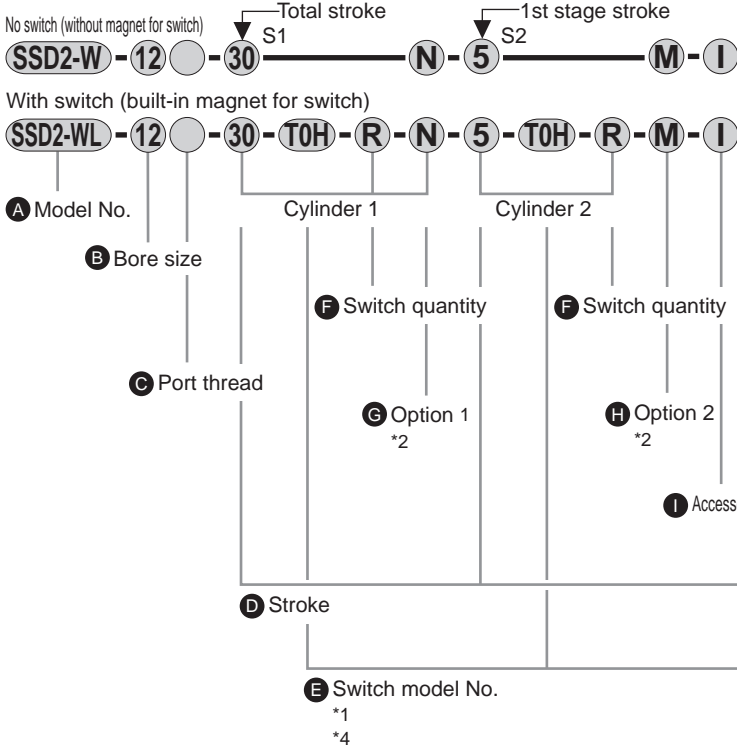 No switch (without magnet for switch)
Total stroke
S1
1st stage stroke
S2
SSD2-W - 12 - 30 N - 5 M - I
With switch (built-in magnet for switch)
SSD2-WL - 12 - 30 - T0H - R - N - 5 - T0H - R - M - I
A Model No.
Cylinder 1
Cylinder 2
B Bore size
F Switch quantity
F Switch quantity
C Port thread
G Option 1
*2
H Option 2
*2
I Access
D Stroke
E Switch model No.
*1
*4